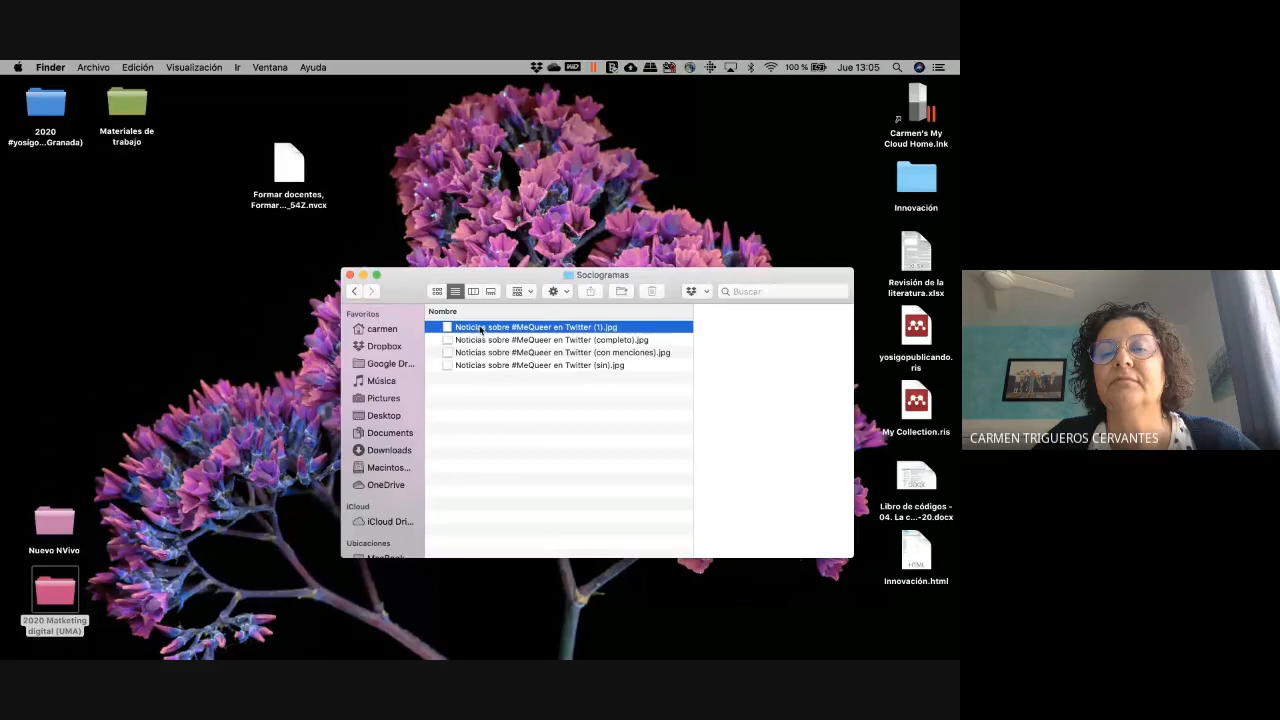 Finder Archivo Edición Visualización Ir Ventana Ayuda
100 % Jue 13:05
2020
#yosigo...Granada)
Materiales de
trabajo
Formar docentes,
Formar..._54Z.nvcx
Nuevo NVivo
2020 Matketing
digital (UMA)
Sociogramas
Buscar
Favoritos
carmen
Dropbox
Google Dr...
Música
Pictures
Desktop
Documents
Downloads
Macintos...
OneDrive
iCloud
iCloud Dri...
Ubicaciones
Nombre
Noticias sobre #MeQueer en Twitter (1).jpg
Noticias sobre #MeQueer en Twitter (completo).jpg
Noticias sobre #MeQueer en Twitter (con menciones).jpg
Noticias sobre #MeQueer en Twitter (sin).jpg
Carmen's My
Cloud Home.lnk
Innovación
XLSX
Revisión de la
literatura.xlsx
yosigopublicando.
ris
My Collection.ris
DOCX
Libro de códigos -
04. La c...-20.docx
HTML
Innovación.html
CARMEN TRIGUEROS CERVANTES